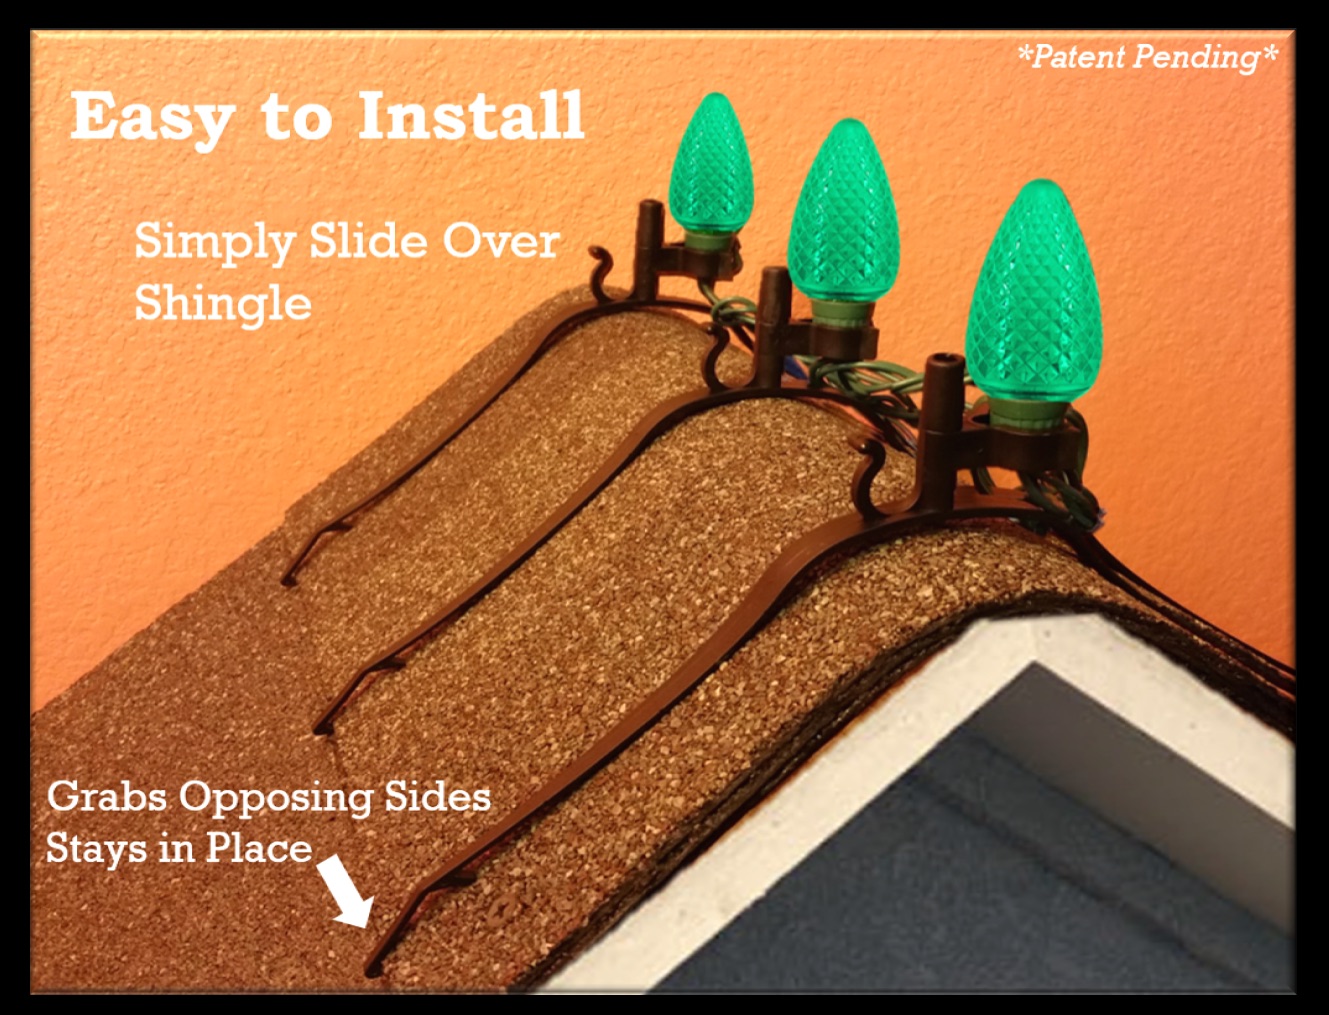 *Patent Pending*
Easy to Install
Simply Slide Over
Shingle
Grabs Opposing Sides
Stays in Place